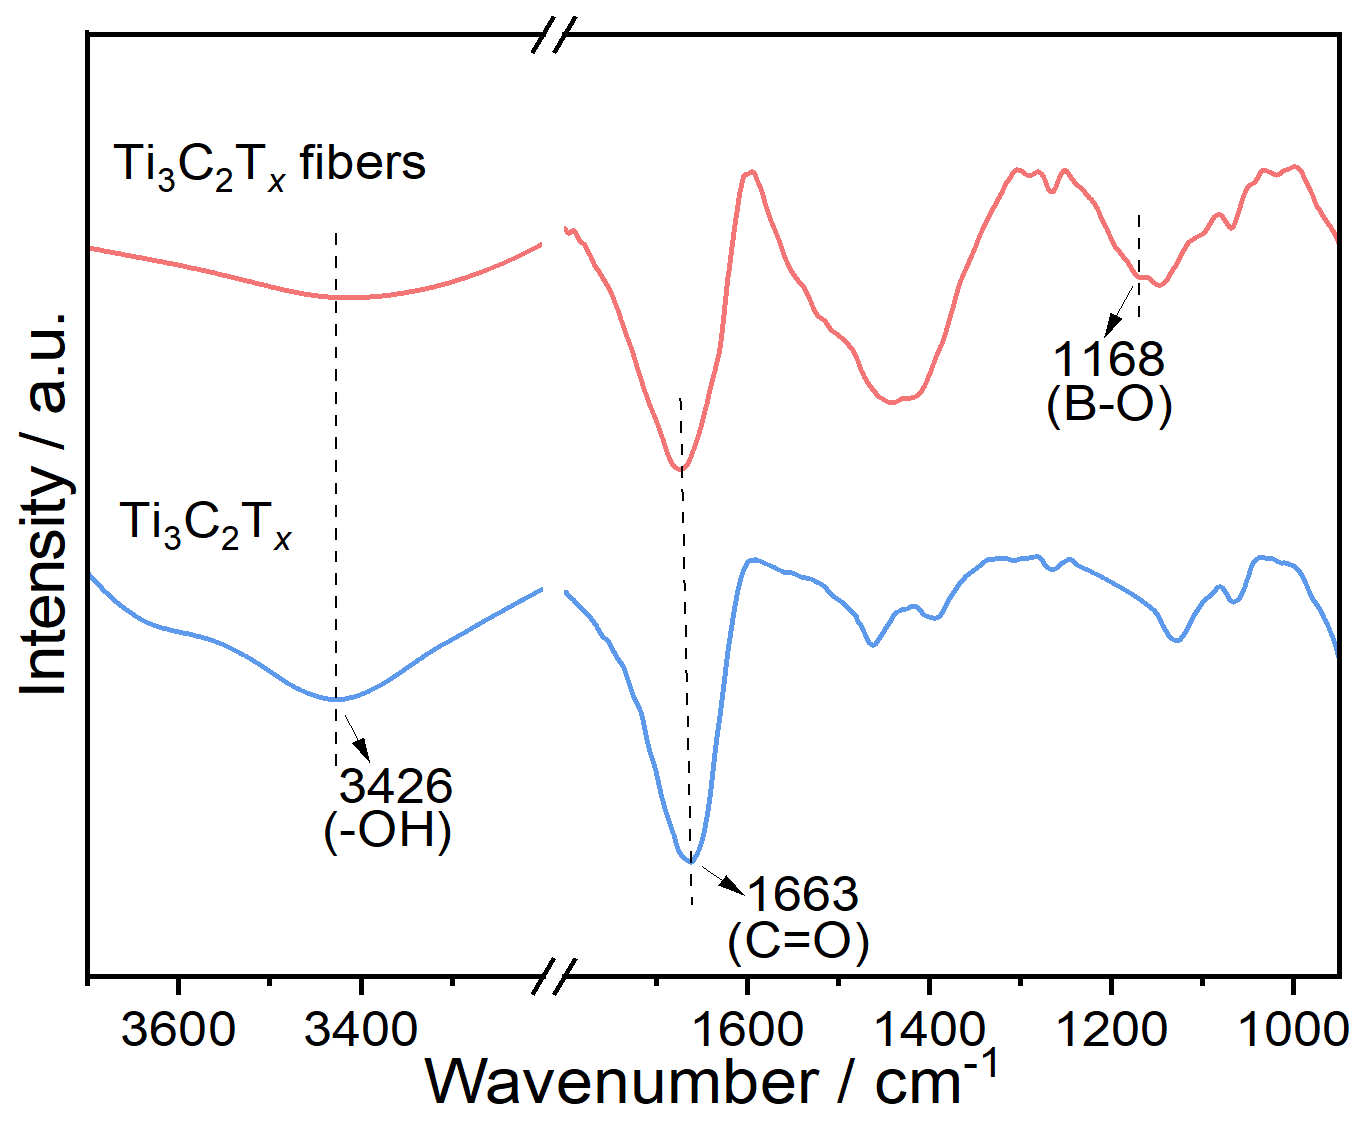 Ti₃C₂Tₓ fibers
1168
(B-O)
Ti₃C₂Tₓ
3426
(-OH)
1663
(C=O)
Intensity / a.u.
3600 3400 1600 1400 1200 1000
Wavenumber / cm⁻¹